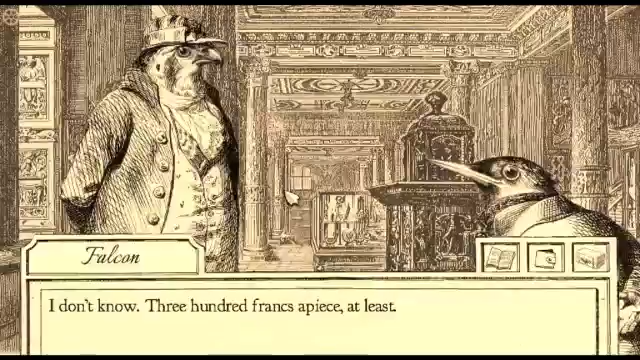 Falcon
I don't know. Three hundred francs apiece, at least.